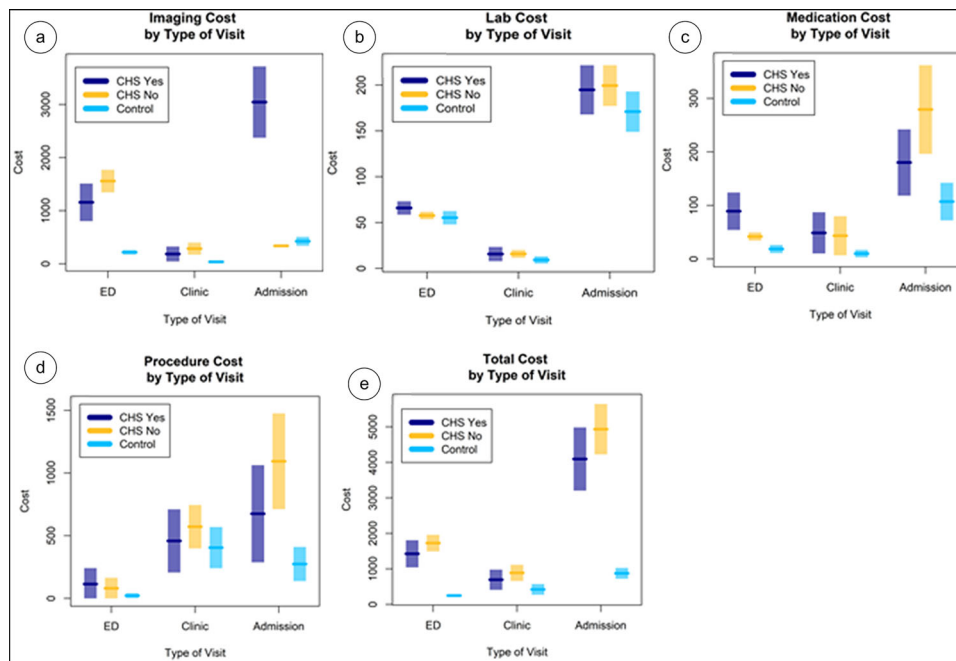 a
Imaging Cost
by Type of Visit
CHS Yes
CHS No
Control
Cost
3000
2000
1000
0
ED
Clinic
Admission
Type of Visit
b
Lab Cost
by Type of Visit
CHS Yes
CHS No
Control
Cost
200
150
100
50
0
ED
Clinic
Admission
Type of Visit
c
Medication Cost
by Type of Visit
CHS Yes
CHS No
Control
Cost
300
200
100
0
ED
Clinic
Admission
Type of Visit
d
Procedure Cost
by Type of Visit
CHS Yes
CHS No
Control
Cost
1500
1000
500
0
ED
Clinic
Admission
Type of Visit
e
Total Cost
by Type of Visit
CHS Yes
CHS No
Control
Cost
5000
4000
3000
2000
1000
0
ED
Clinic
Admission
Type of Visit